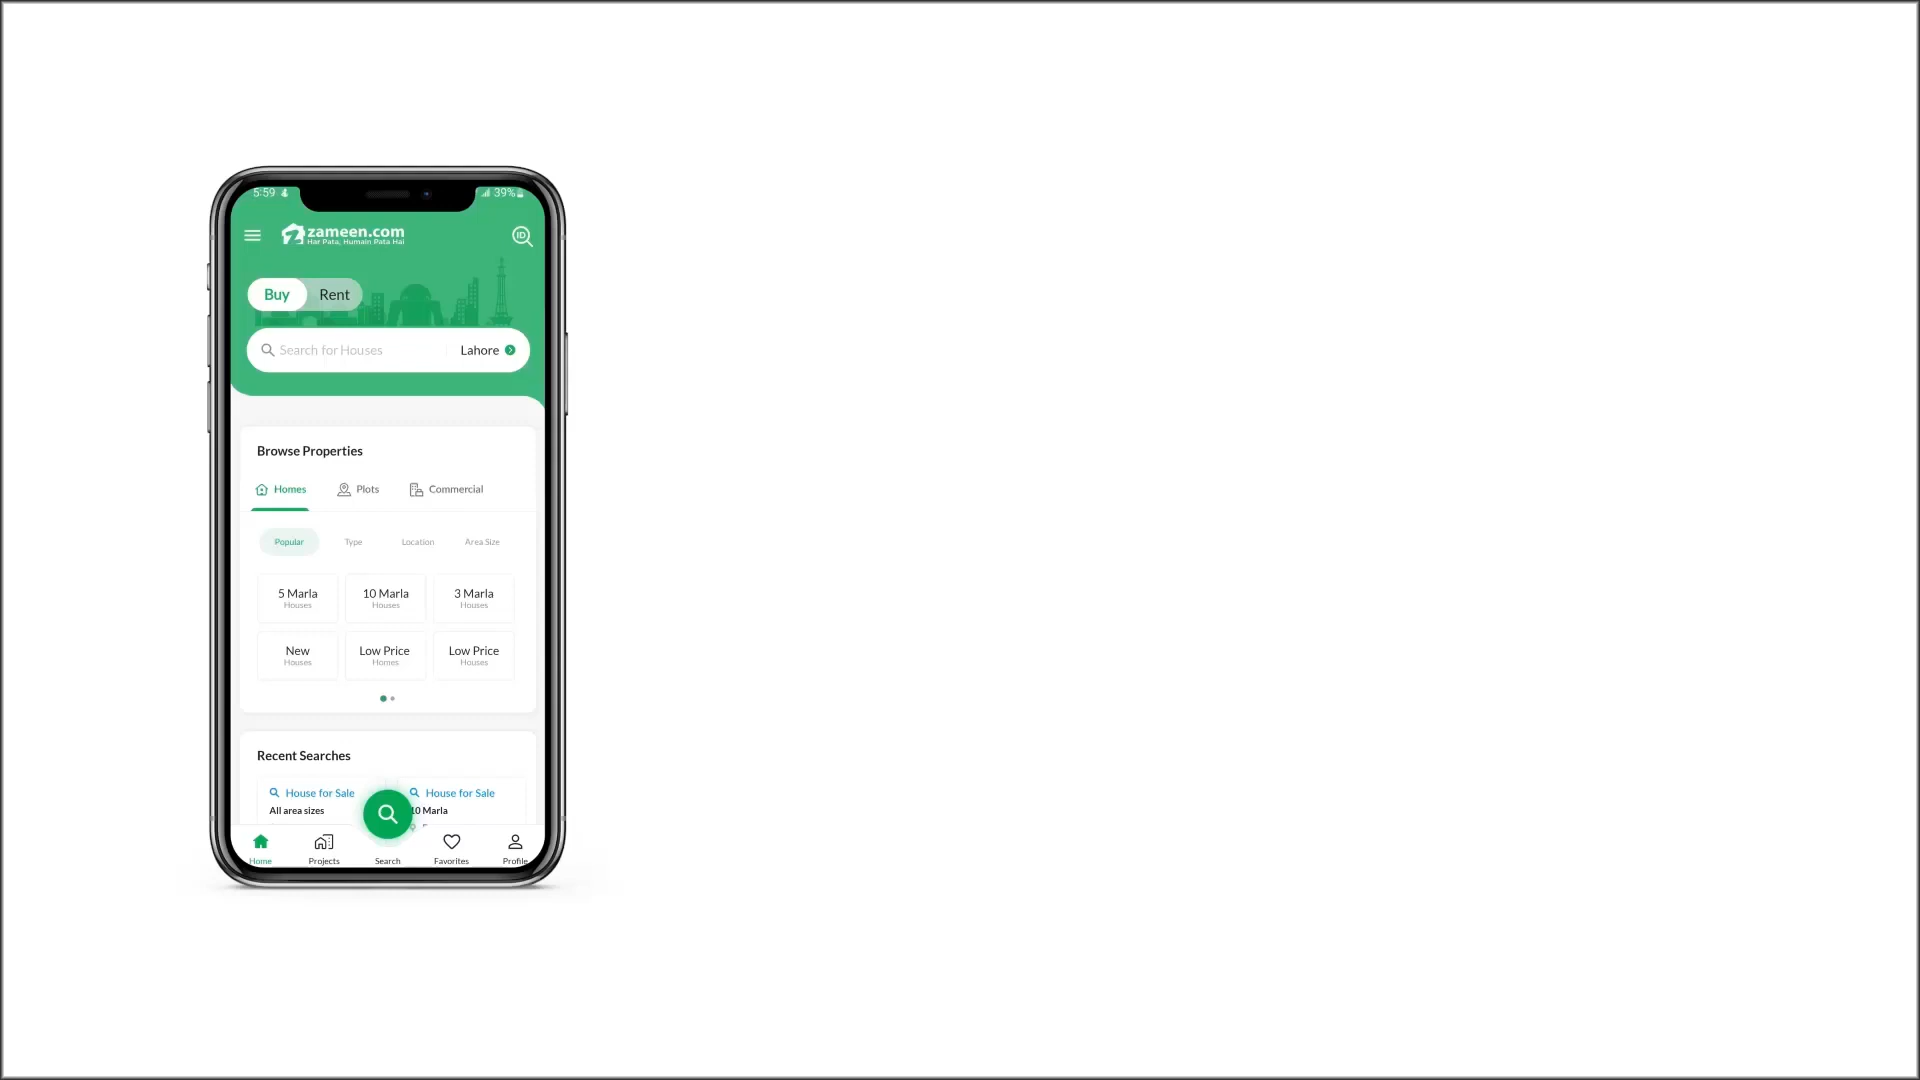 5:59 39%
zameen.com
Har Pata, Humain Pata Hai
ID
Buy Rent
Search for Houses Lahore
Browse Properties
Homes Plots Commercial
Popular Type Location Area Size
5 Marla 10 Marla 3 Marla
Houses Houses Houses
New Low Price Low Price
Houses Homes Houses
Recent Searches
House for Sale House for Sale
All area sizes 10 Marla
Home Projects Search Favorites Profile